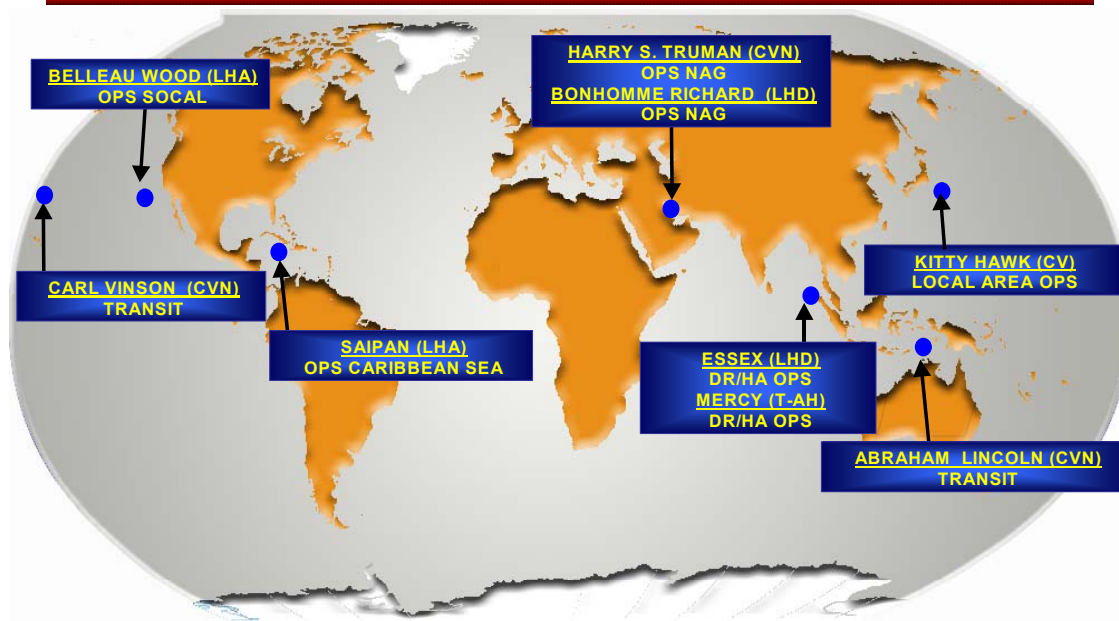 BELLEAU WOOD (LHA)
OPS SOCAL
HARRY S. TRUMAN (CVN)
OPS NAG
BONHOMME RICHARD (LHD)
OPS NAG
CARL VINSON (CVN)
TRANSIT
KITTY HAWK (CV)
LOCAL AREA OPS
SAIPAN (LHA)
OPS CARIBBEAN SEA
ESSEX (LHD)
DR/HA OPS
MERCY (T-AH)
DR/HA OPS
ABRAHAM LINCOLN (CVN)
TRANSIT